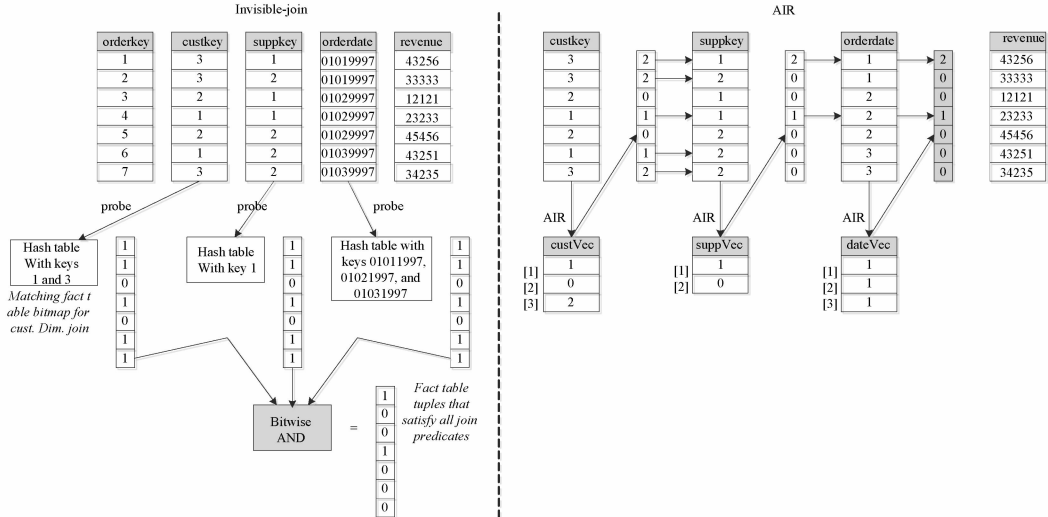 Invisible-join
orderkey custkey suppkey orderdate revenue
1 3 1 01019997 43256
2 3 2 01019997 33333
3 2 1 01029997 12121
4 1 1 01029997 23233
5 2 2 01029997 45456
6 1 2 01039997 43251
7 3 2 01039997 34235
probe
probe
probe
Hash table
With keys
1 and 3
Matching fact t
able bitmap for
cust. Dim. join
1
1
0
1
0
1
1
Hash table
With key 1
1
1
1
1
0
1
1
Hash table with
keys 01011997,
01021997, and
01031997
1
1
1
1
1
1
1
Bitwise
AND
=
1
0
0
1
0
0
0
Fact table
tuples that
satisfy all join
predicates
AIR
custkey suppkey orderdate revenue
3 2 1 2 1 2 43256
3 2 2 0 1 0 33333
2 0 1 0 2 0 12121
1 1 1 1 2 1 23233
2 0 2 0 2 0 45456
1 1 2 0 3 0 43251
3 2 2 0 3 0 34235
AIR
AIR
AIR
custVec
[1] 1
[2] 0
[3] 2
suppVec
[1] 1
[2] 0
dateVec
[1] 1
[2] 1
[3] 1